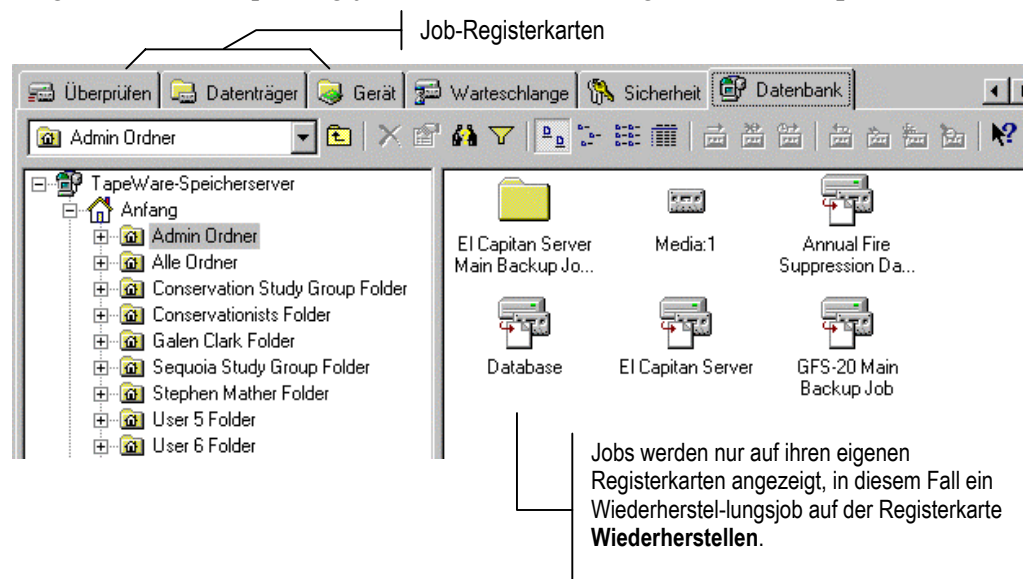 Job-Registerkarten
Überprüfen Datenträger Gerät Warteschlange Sicherheit Datenbank
Admin Ordner
TapeWare-Speicherserver
Anfang
Admin Ordner
Alle Ordner
Conservation Study Group Folder
Conservationists Folder
Galen Clark Folder
Sequoia Study Group Folder
Stephen Mather Folder
User 5 Folder
User 6 Folder
El Capitan Server
Main Backup Jo...
Media:1
Annual Fire
Suppression Da...
Database
El Capitan Server
GFS-20 Main
Backup Job
Jobs werden nur auf ihren eigenen
Registerkarten angezeigt, in diesem Fall ein
Wiederherstel-lungsjob auf der Registerkarte
Wiederherstellen.